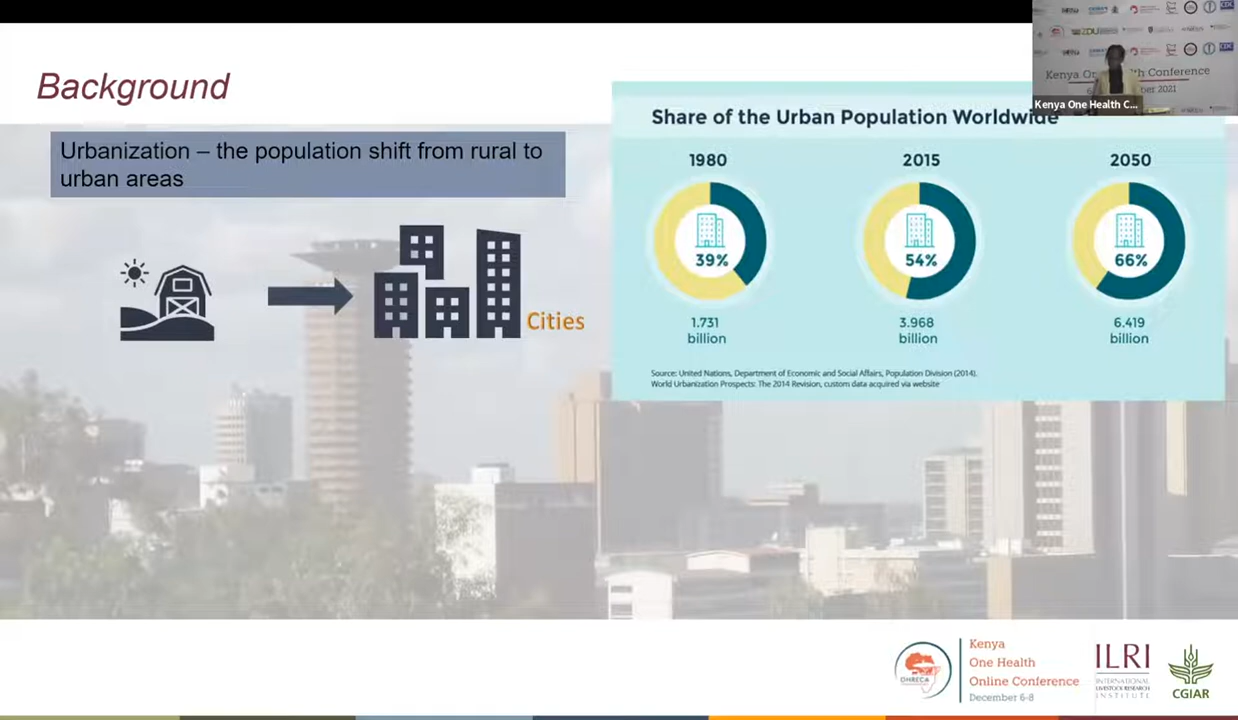 Background
Urbanization – the population shift from rural to
urban areas
Cities
Share of the Urban Population Worldwide
1980
2015
2050
39%
54%
66%
1.731
billion
3.968
billion
6.419
billion
Source: United Nations, Department of Economic and Social Affairs, Population Division (2014).
World Urbanization Prospects: The 2014 Revision, custom data acquired via website
Kenya One Health C...
OHRECA
Kenya
One Health
Online Conference
December 6-8
ILRI
INTERNATIONAL
LIVESTOCK RESEARCH
INSTITUTE
CGIAR